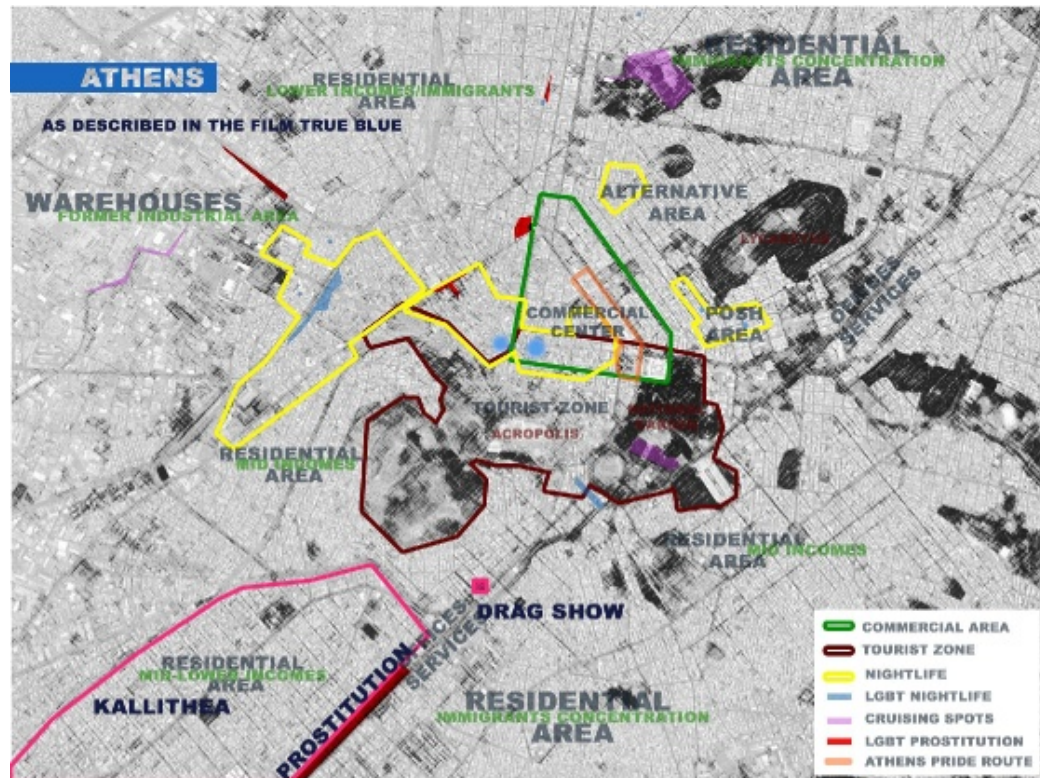 ATHENS
AS DESCRIBED IN THE FILM TRUE BLUE
RESIDENTIAL
LOWER INCOMES/IMMIGRANTS
AREA
RESIDENTIAL
IMMIGRANTS CONCENTRATION
AREA
WAREHOUSES
FORMER INDUSTRIAL AREA
ALTERNATIVE
AREA
OFFICES
SERVICES
COMMERCIAL
CENTER
POSH
AREA
TOURIST ZONE
ACROPOLIS
RESIDENTIAL
MID INCOMES
AREA
RESIDENTIAL
MID INCOMES
AREA
DRAG SHOW
OFFICES
SERVICES
PROSTITUTION
RESIDENTIAL
MID-LOWER INCOMES
AREA
KALLITHEA
RESIDENTIAL
IMMIGRANTS CONCENTRATION
AREA
COMMERCIAL AREA
TOURIST ZONE
NIGHTLIFE
LGBT NIGHTLIFE
CRUISING SPOTS
LGBT PROSTITUTION
ATHENS PRIDE ROUTE